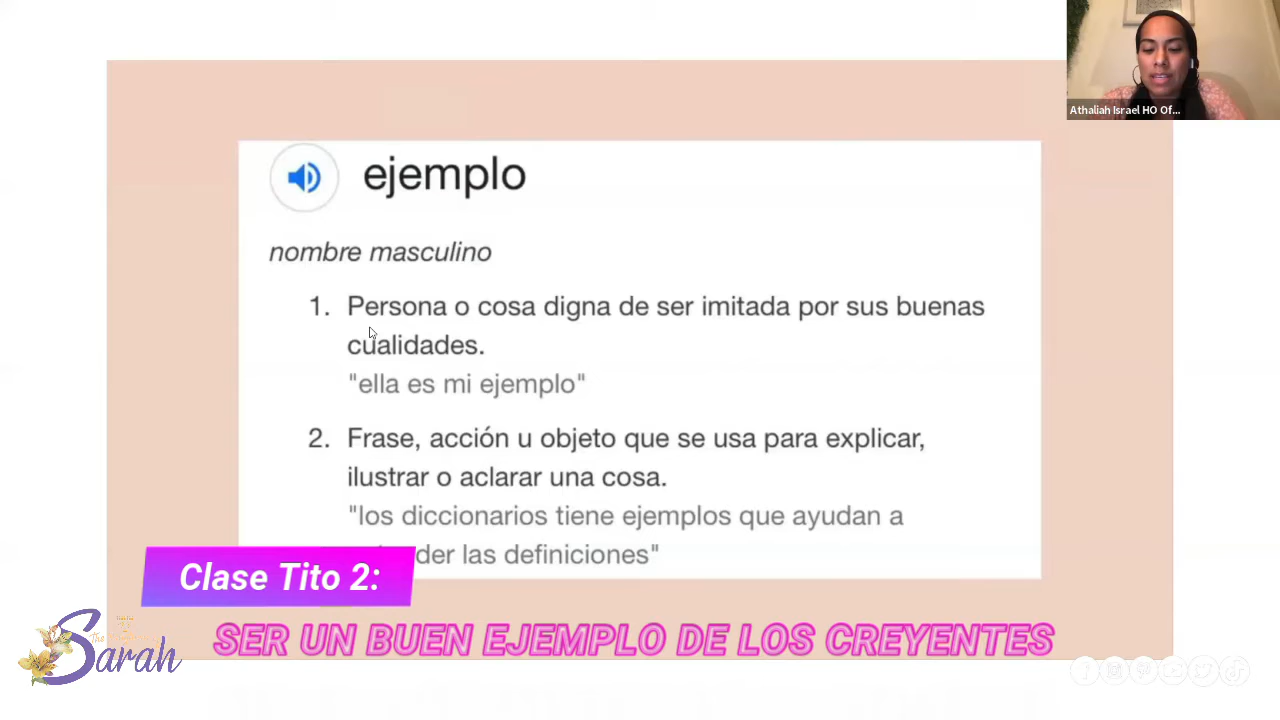 Athaliah Israel HO Of...
ejemplo
nombre masculino
1. Persona o cosa digna de ser imitada por sus buenas
cualidades.
"ella es mi ejemplo"
2. Frase, acción u objeto que se usa para explicar,
ilustrar o aclarar una cosa.
"los diccionarios tiene ejemplos que ayudan a
las definiciones"
Clase Tito 2:
SER UN BUEN EJEMPLO DE LOS CREYENTES
Sarah